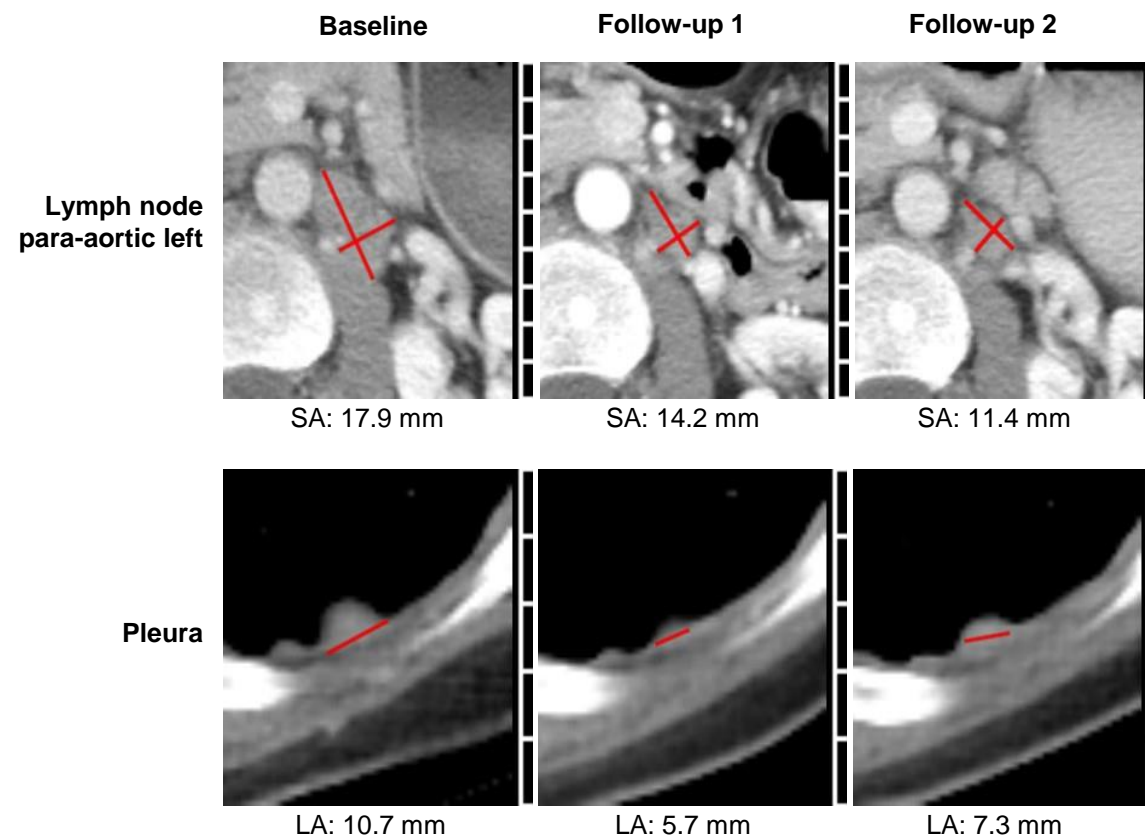 Baseline Follow-up 1 Follow-up 2
Lymph node
para-aortic left
SA: 17.9 mm SA: 14.2 mm SA: 11.4 mm
Pleura
LA: 10.7 mm LA: 5.7 mm LA: 7.3 mm